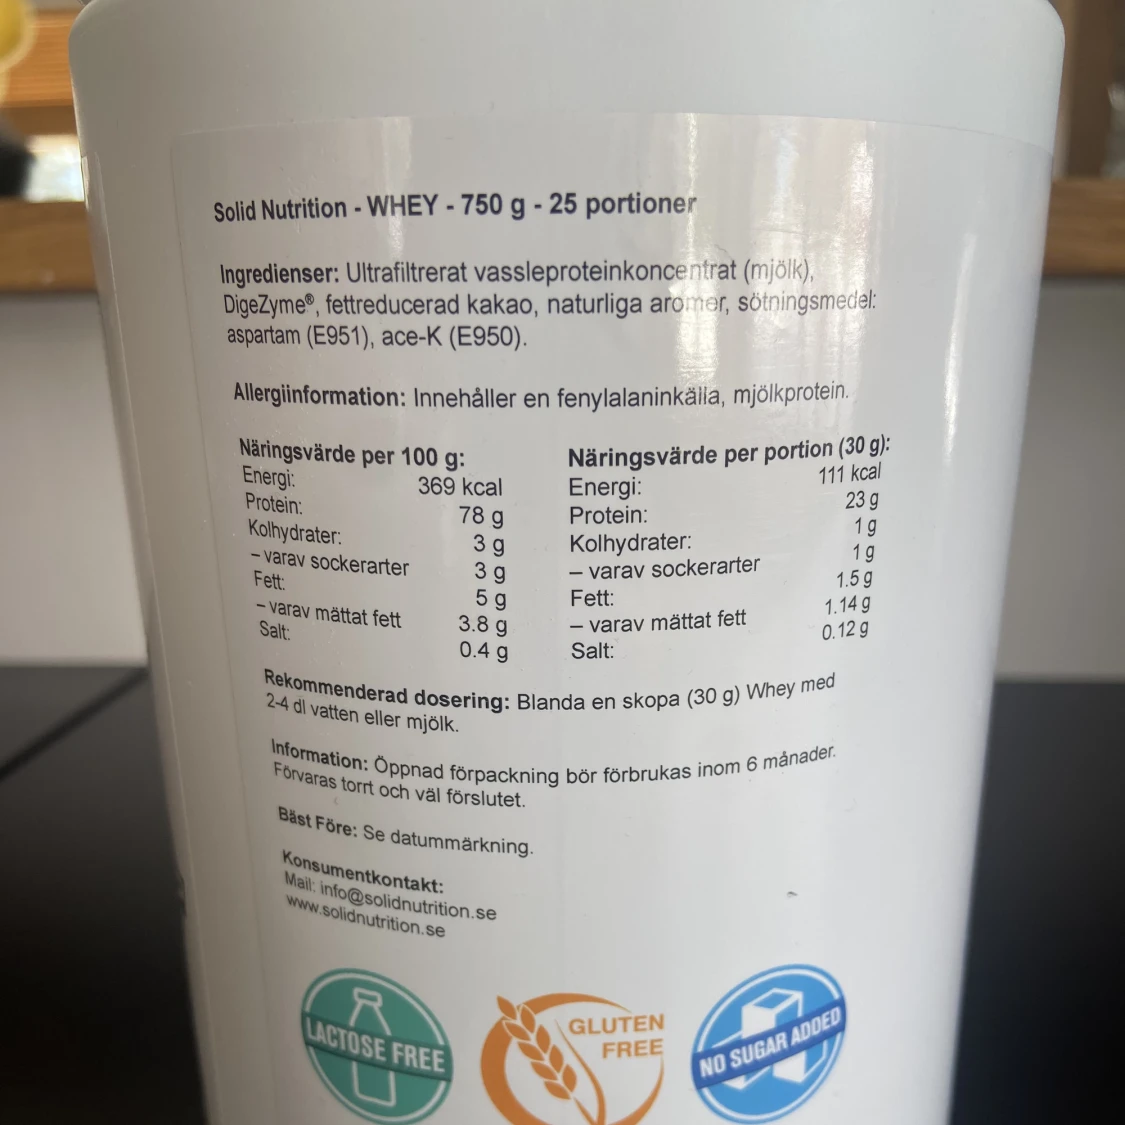 Solid Nutrition - WHEY - 750 g - 25 portioner
Ingredienser: Ultrafiltrerat vassleproteinkoncentrat (mjölk),
DigeZyme®, fettreducerad kakao, naturliga aromer, sötningsmedel:
aspartam (E951), ace-K (E950).
Allergiinformation: Innehåller en fenylalaninkälla, mjölkprotein.
Näringsvärde per 100 g:
Energi: 369 kcal
Protein: 78 g
Kolhydrater: 3 g
– varav sockerarter 3 g
Fett: 5 g
– varav mättat fett 3.8 g
Salt: 0.4 g
Näringsvärde per portion (30 g):
Energi: 111 kcal
Protein: 23 g
Kolhydrater: 1 g
– varav sockerarter 1 g
Fett: 1.5 g
– varav mättat fett 1.14 g
Salt: 0.12 g
Rekommenderad dosering: Blanda en skopa (30 g) Whey med
2-4 dl vatten eller mjölk.
Information: Öppnad förpackning bör förbrukas inom 6 månader.
Förvaras torrt och väl förslutet.
Bäst Före: Se datummärkning.
Konsumentkontakt:
Mail: info@solidnutrition.se
www.solidnutrition.se
LACTOSE FREE
GLUTEN
FREE
NO SUGAR ADDED